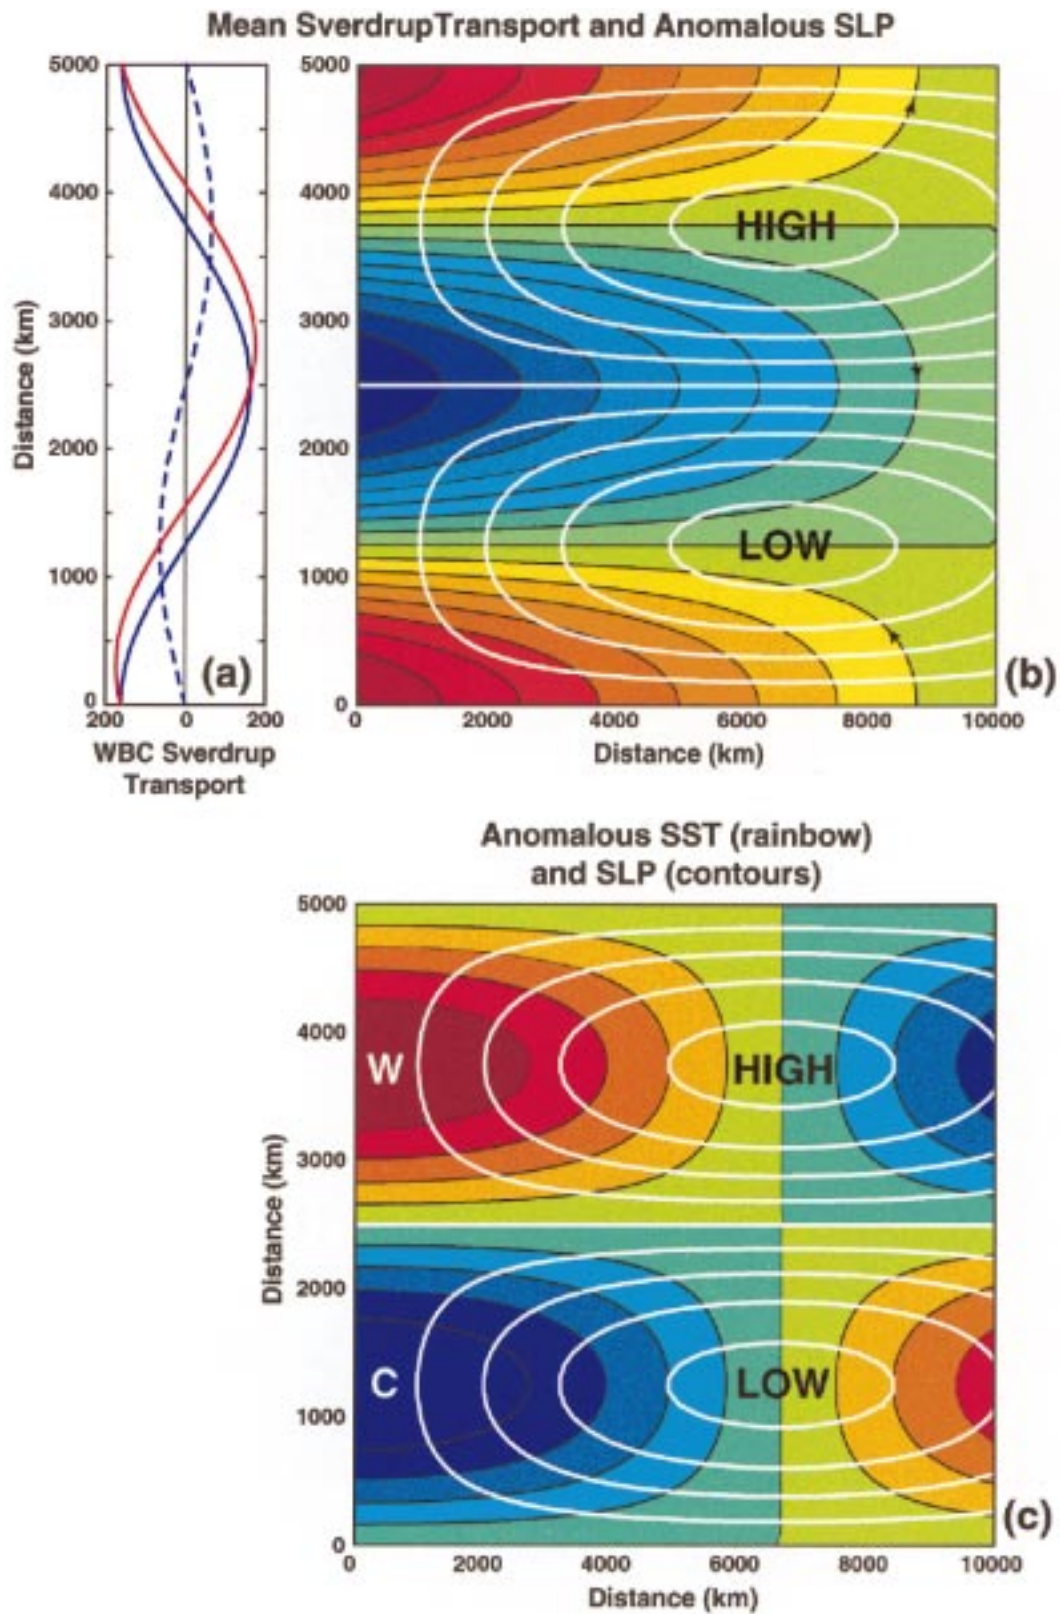 Mean SverdrupTransport and Anomalous SLP
5000
4000
3000
2000
1000
0
Distance (km)
200 0 200
WBC Sverdrup
Transport
(a)
5000
4000
3000
2000
1000
0
HIGH
LOW
(b)
0 2000 4000 6000 8000 10000
Distance (km)
Anomalous SST (rainbow)
and SLP (contours)
5000
4000
3000
2000
1000
0
Distance (km)
W
HIGH
C
LOW
(c)
0 2000 4000 6000 8000 10000
Distance (km)